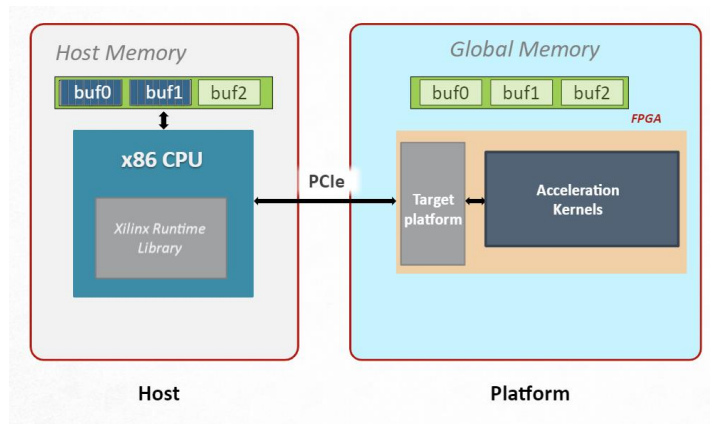 Host Memory
buf0 buf1 buf2
x86 CPU
Xilinx Runtime
Library
Host
PCIe
Global Memory
buf0 buf1 buf2
FPGA
Target
platform
Acceleration
Kernels
Platform